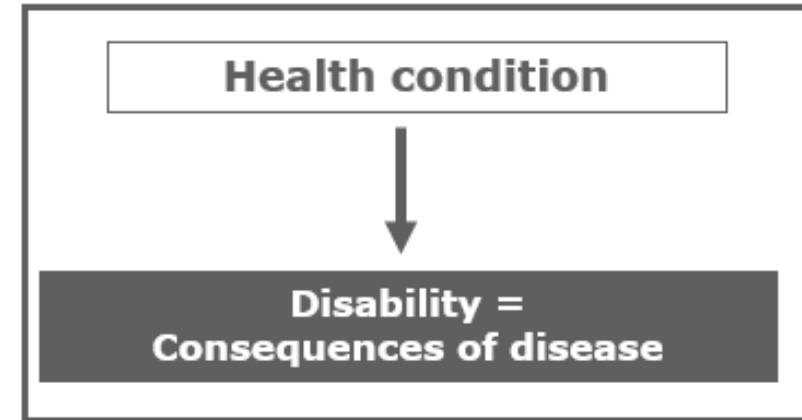 Health condition
Disability =
Consequences of disease